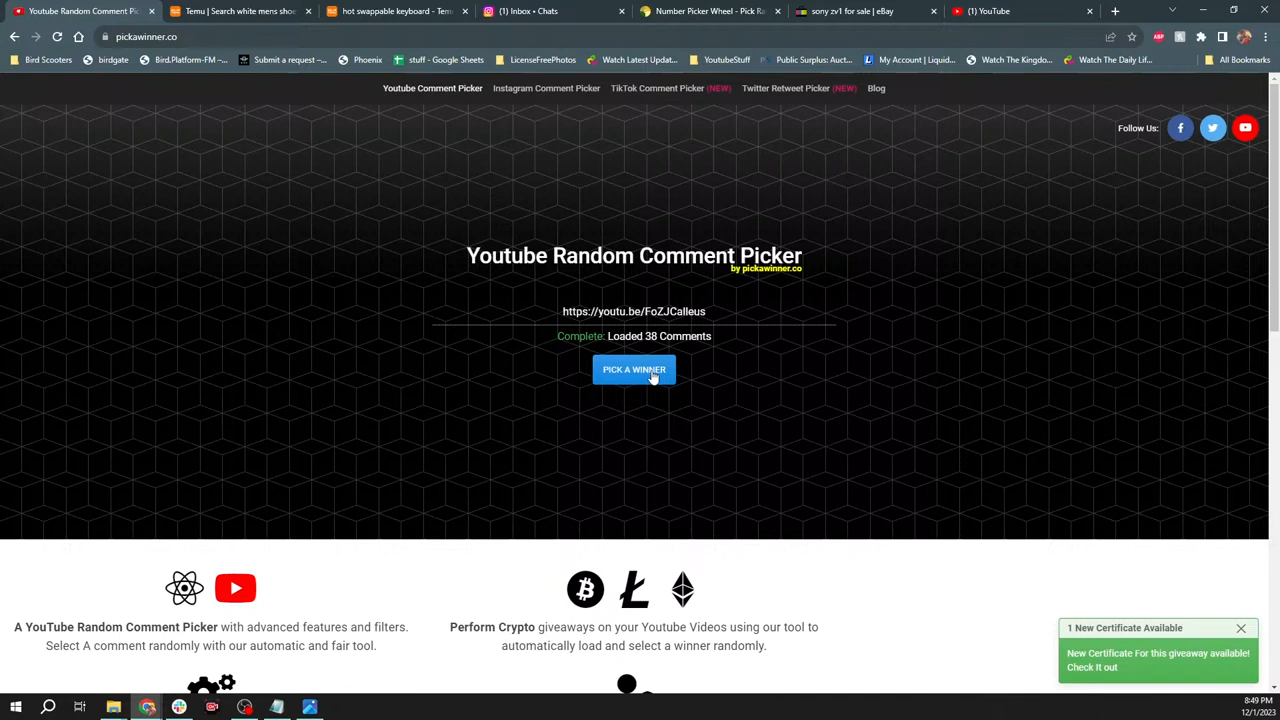 Youtube Random Comment Pi
Temu | Search white mens shoe
hot swappable keyboard - Temu
(1) Inbox • Chats
Number Picker Wheel - Pick Ra
sony zv1 for sale | eBay
(1) YouTube
pickawinner.co
Bird Scooters
birdgate
Bird.Platform-FM –...
Submit a request –...
Phoenix
stuff - Google Sheets
LicenseFreePhotos
Watch Latest Updat...
YoutubeStuff
Public Surplus: Auct...
My Account | Liquid...
Watch The Kingdo...
Watch The Daily Lif...
All Bookmarks
Youtube Comment Picker
Instagram Comment Picker
TikTok Comment Picker (NEW)
Twitter Retweet Picker (NEW)
Blog
Follow Us:
Youtube Random Comment Picker
by pickawinner.co
https://youtu.be/FoZJCalleus
Complete: Loaded 38 Comments
PICK A WINNER
A YouTube Random Comment Picker with advanced features and filters.
Select A comment randomly with our automatic and fair tool.
Perform Crypto giveaways on your Youtube Videos using our tool to
automatically load and select a winner randomly.
1 New Certificate Available
New Certificate For this giveaway available!
Check It out
8:49 PM
12/1/2023